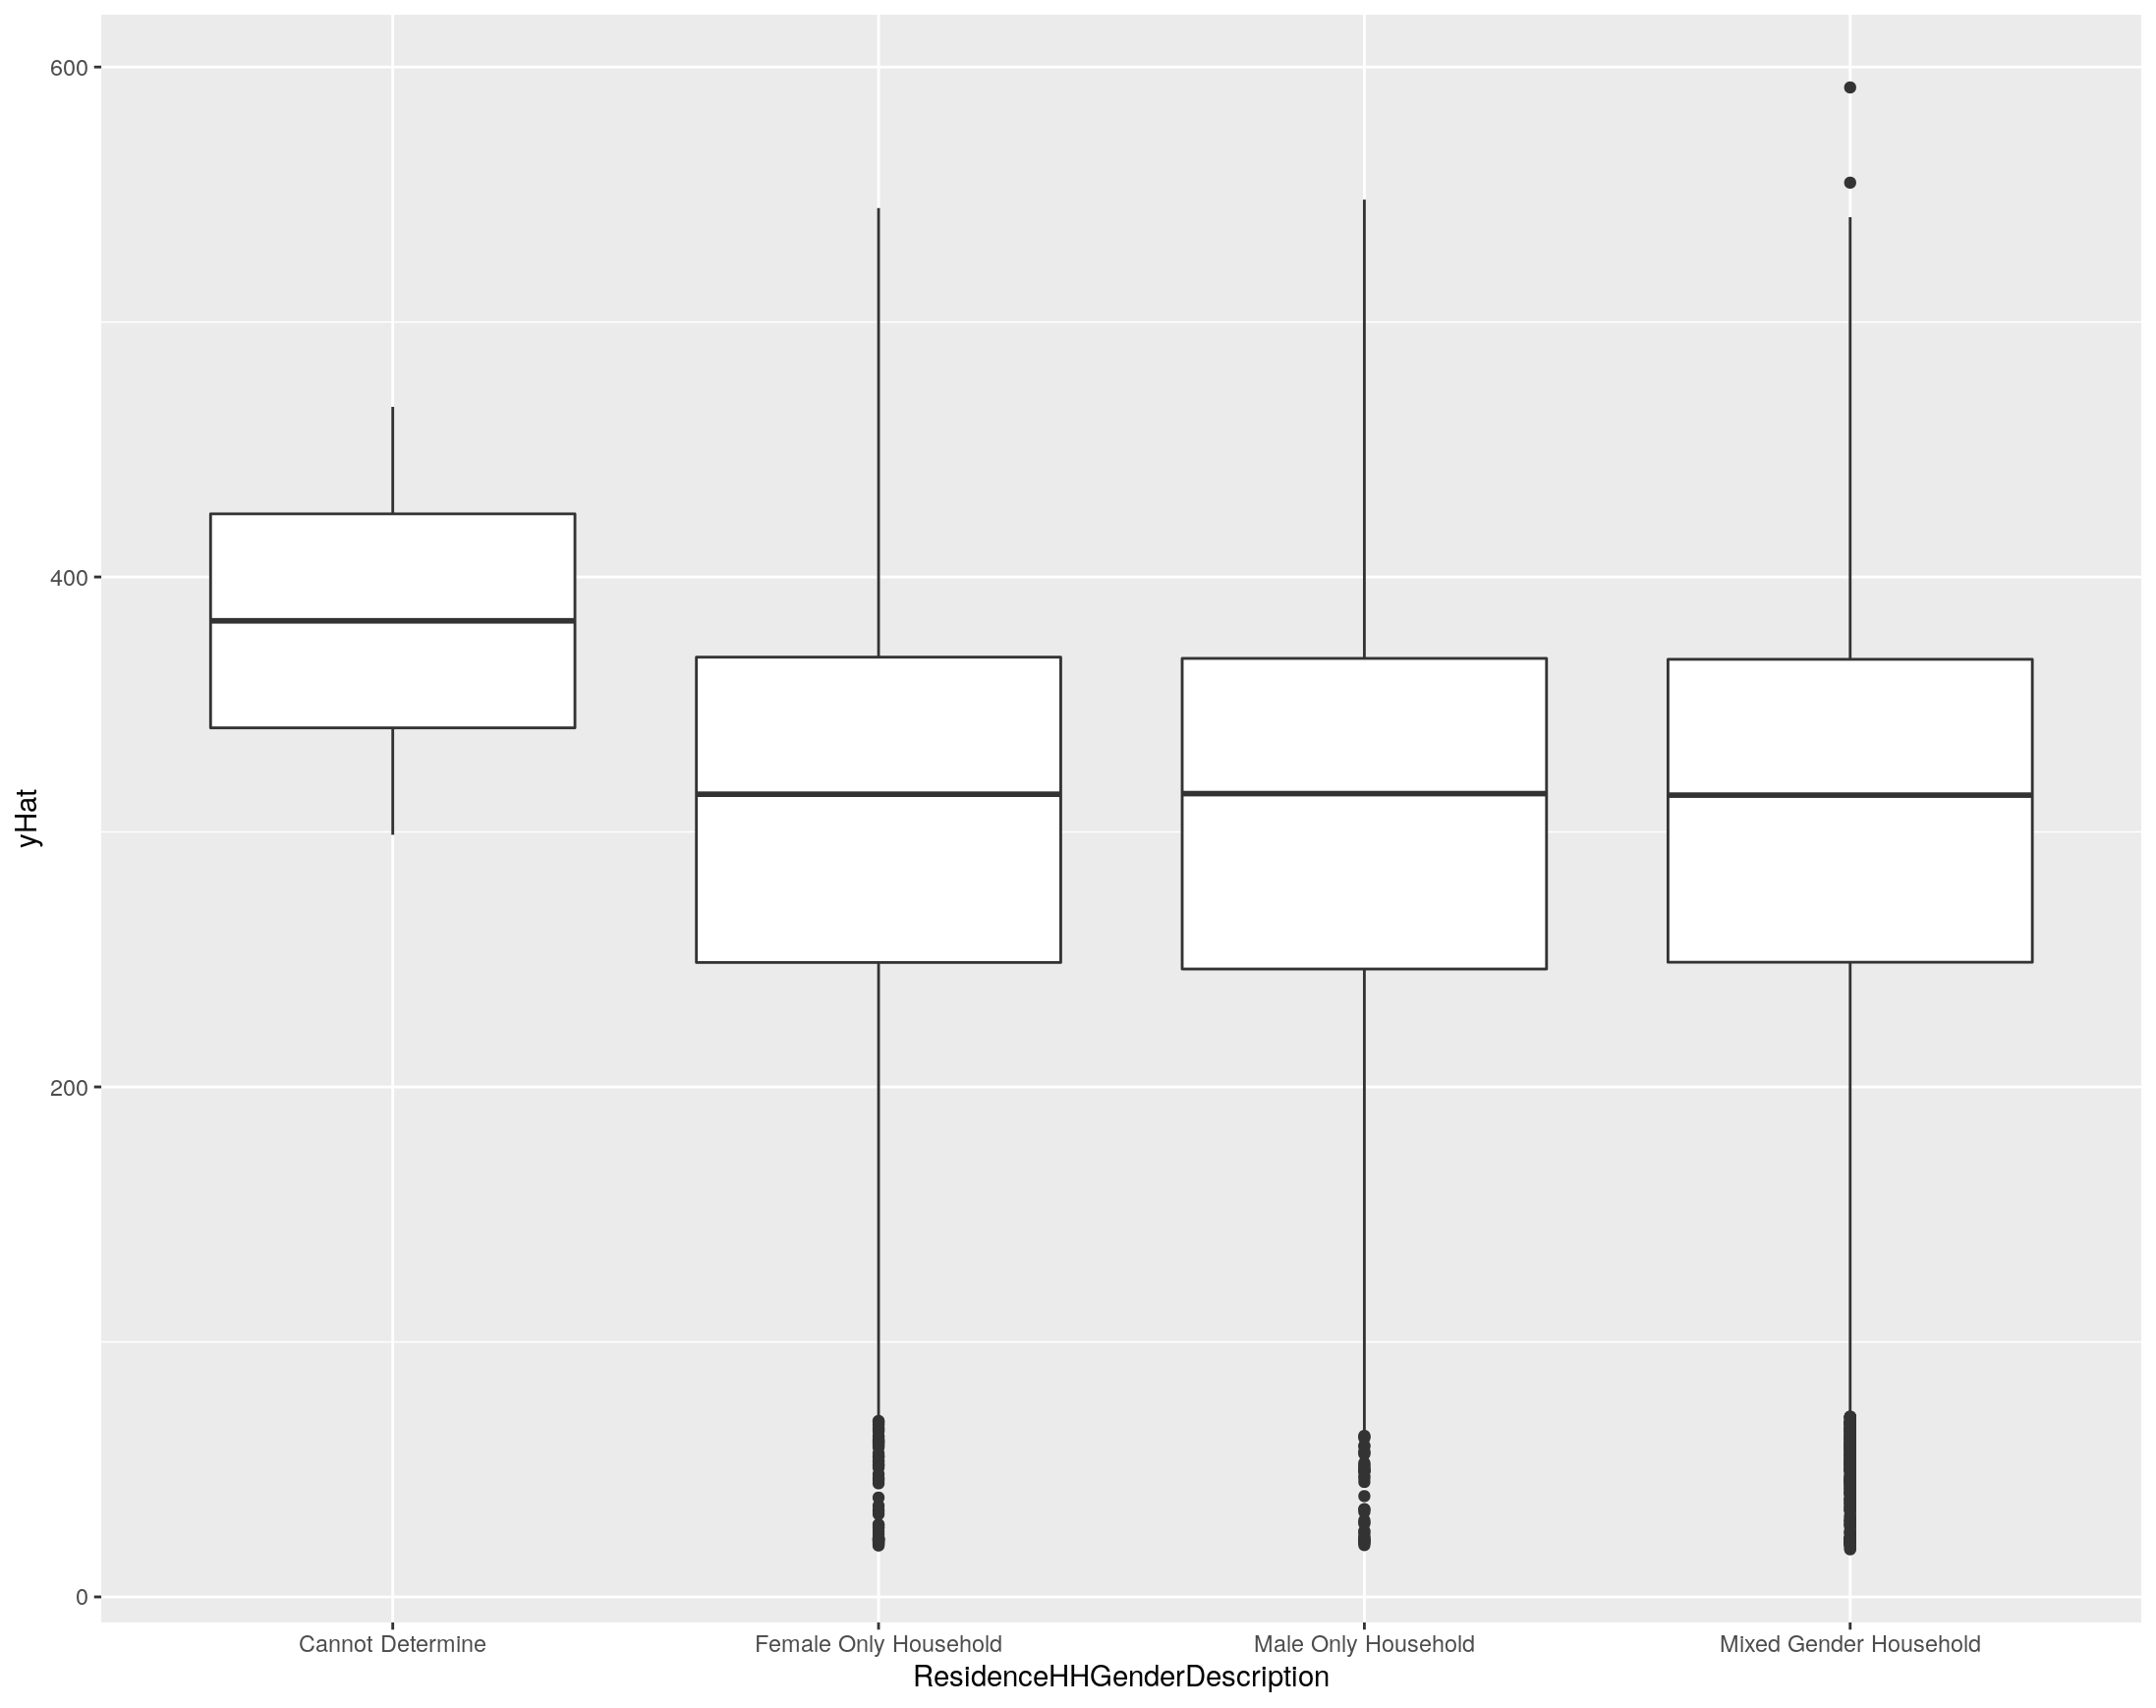 yHat
600
400
200
0
Cannot Determine
Female Only Household
Male Only Household
Mixed Gender Household
ResidenceHHGenderDescription